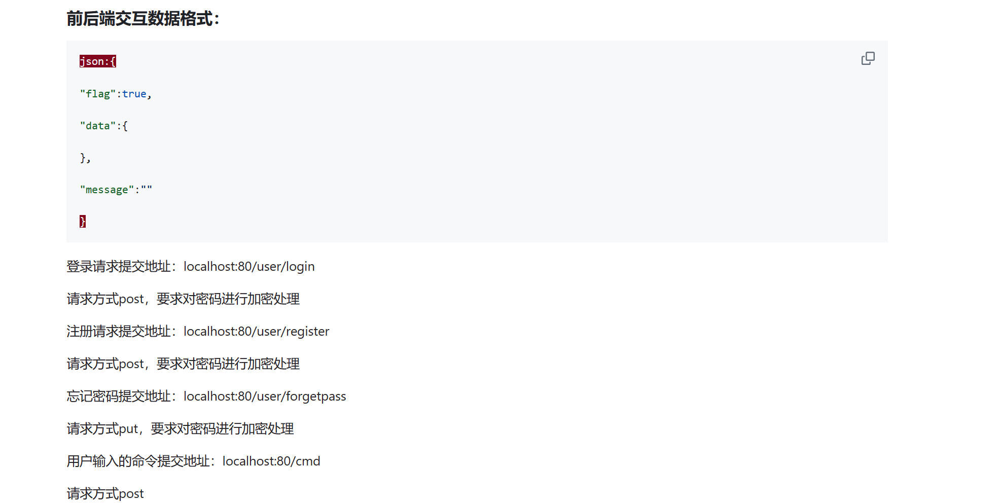 前后端交互数据格式：
json:{
"flag":true,
"data":{
},
"message":""
}
登录请求提交地址：localhost:80/user/login
请求方式post，要求对密码进行加密处理
注册请求提交地址：localhost:80/user/register
请求方式post，要求对密码进行加密处理
忘记密码提交地址：localhost:80/user/forgetpass
请求方式put，要求对密码进行加密处理
用户输入的命令提交地址：localhost:80/cmd
请求方式post